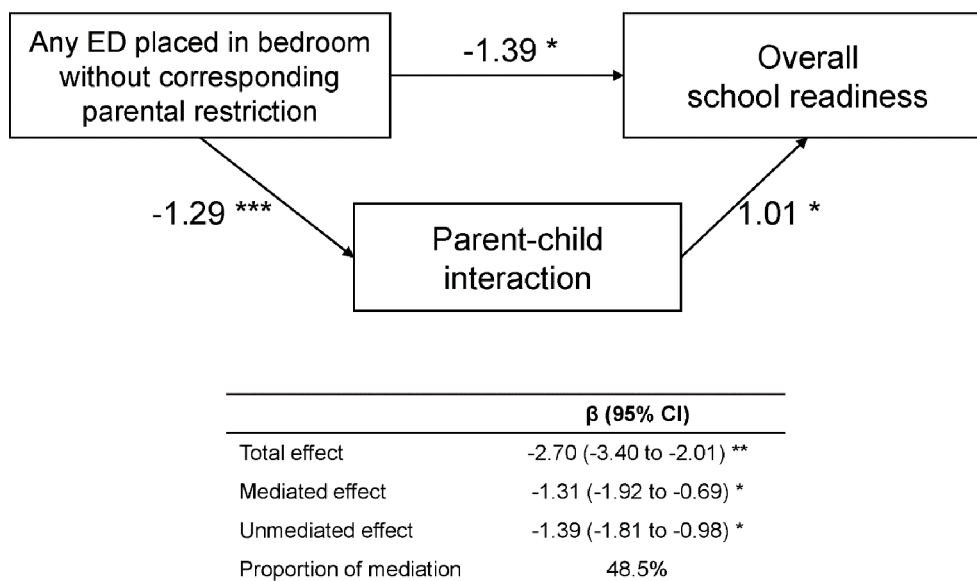 Any ED placed in bedroom
without corresponding
parental restriction
-1.39 *
Overall
school readiness
-1.29 ***
1.01 *
Parent-child
interaction
β (95% CI)
Total effect -2.70 (-3.40 to -2.01) **
Mediated effect -1.31 (-1.92 to -0.69) *
Unmediated effect -1.39 (-1.81 to -0.98) *
Proportion of mediation 48.5%